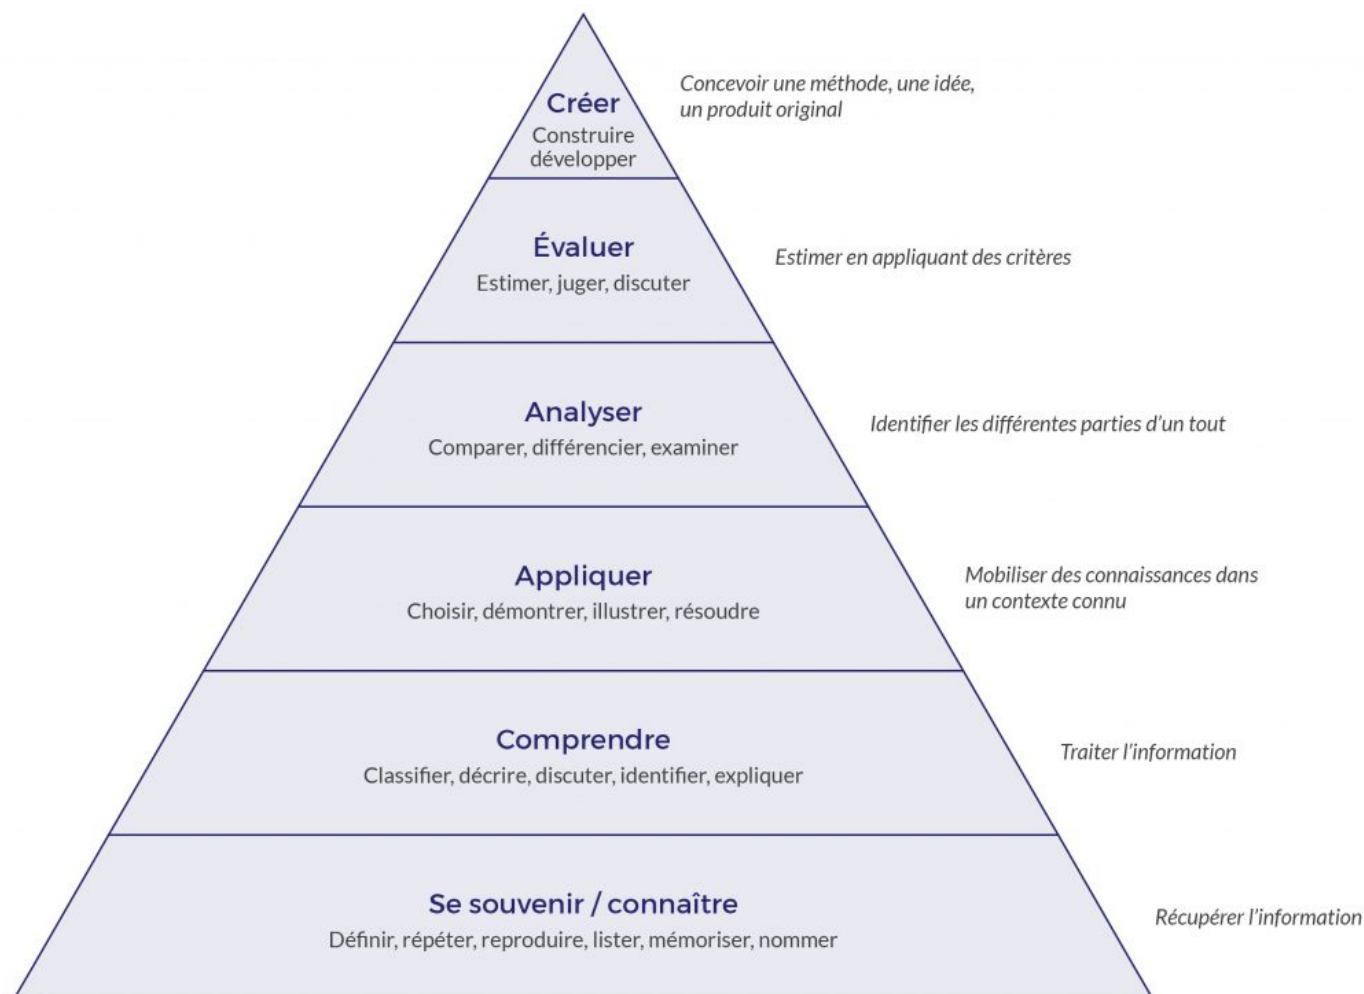 Créer
Construire
développer
Concevoir une méthode, une idée,
un produit original
Évaluer
Estimer, juger, discuter
Estimer en appliquant des critères
Analyser
Comparer, différencier, examiner
Identifier les différentes parties d’un tout
Appliquer
Choisir, démontrer, illustrer, résoudre
Mobiliser des connaissances dans
un contexte connu
Comprendre
Classifier, décrire, discuter, identifier, expliquer
Traiter l’information
Se souvenir / connaître
Définir, répéter, reproduire, lister, mémoriser, nommer
Récupérer l’information